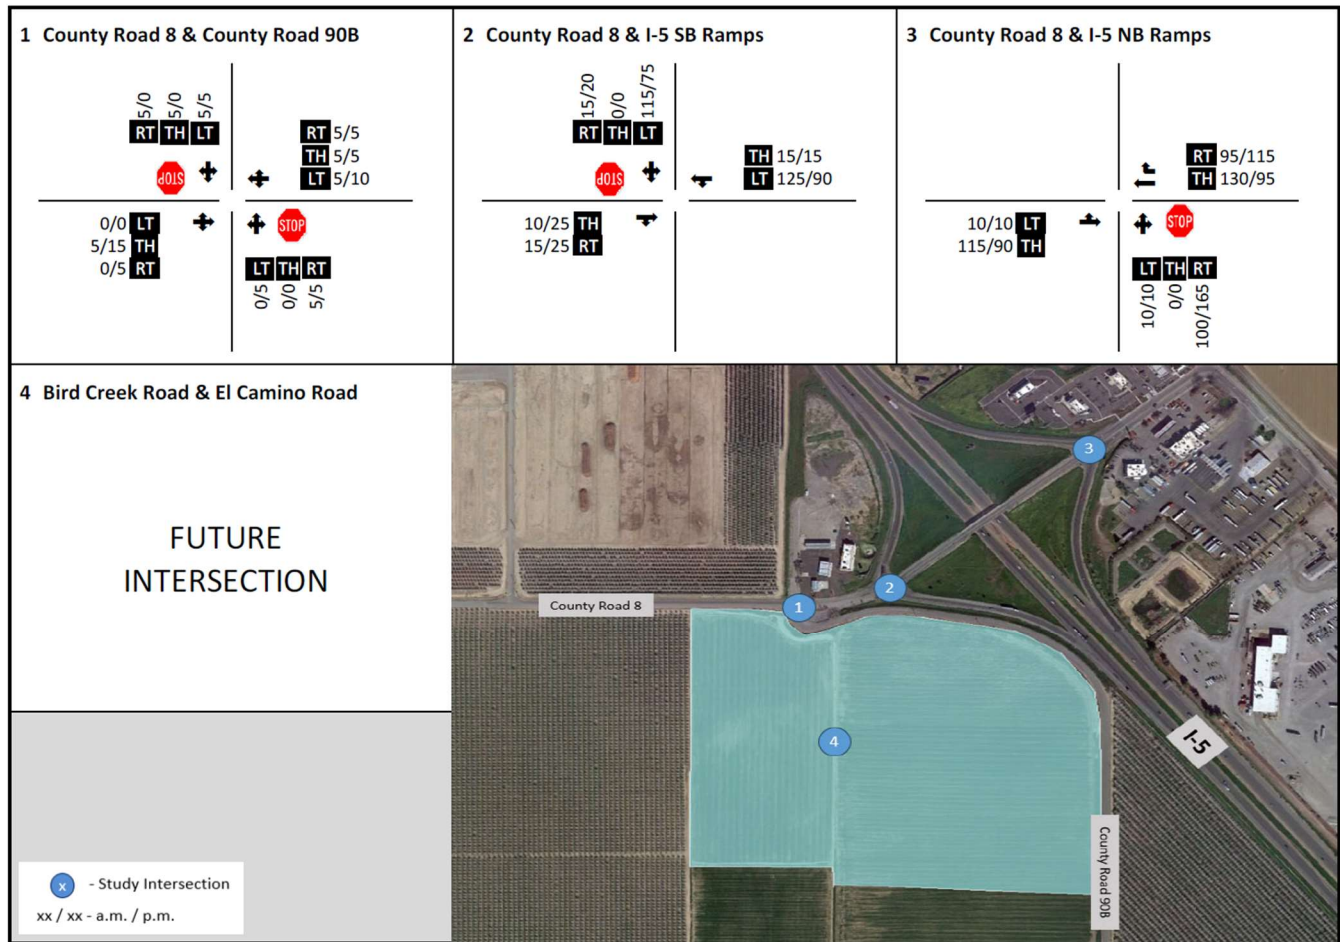 1 County Road 8 & County Road 90B
5/0
5/0
5/5
RT TH LT
STOP
RT 5/5
TH 5/5
LT 5/10
0/0 LT
5/15 TH
0/5 RT
STOP
LT TH RT
0/5
0/0
5/5
2 County Road 8 & I-5 SB Ramps
15/20
0/0
115/75
RT TH LT
STOP
TH 15/15
LT 125/90
10/25 TH
15/25 RT
3 County Road 8 & I-5 NB Ramps
RT 95/115
TH 130/95
10/10 LT
115/90 TH
STOP
LT TH RT
10/10
0/0
100/165
4 Bird Creek Road & El Camino Road
FUTURE
INTERSECTION
x - Study Intersection
xx / xx - a.m. / p.m.
3
2
1
County Road 8
4
I-5
County Road 90B